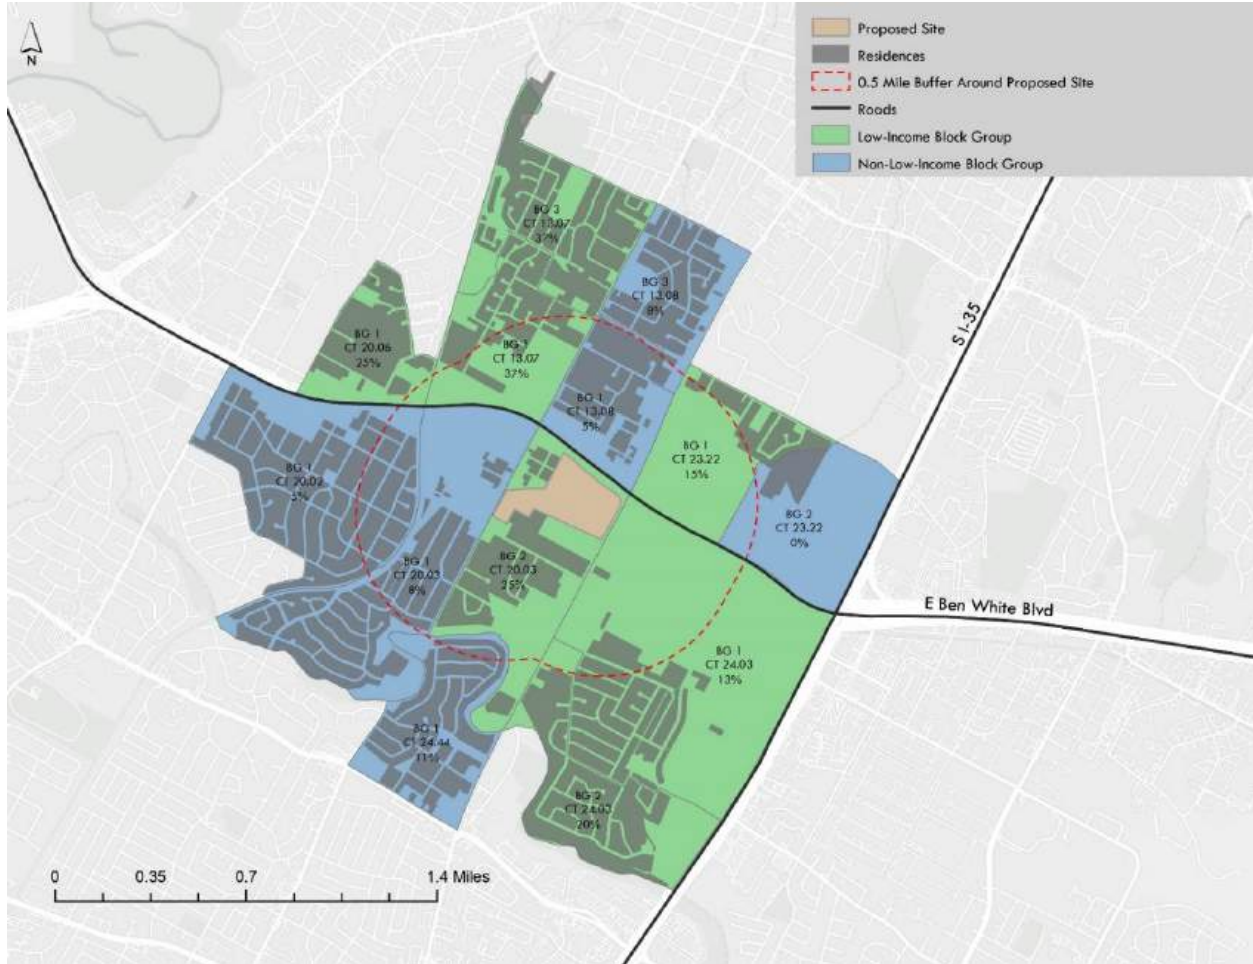 N
Proposed Site
Residences
0.5 Mile Buffer Around Proposed Site
Roads
Low-Income Block Group
Non-Low-Income Block Group
BG 3
CT 13.07
37%
BG 3
CT 13.08
8%
S I-35
BG 1
CT 20.06
25%
CT 13.07
37%
BG 1
CT 13.08
5%
BG 1
CT 23.22
15%
BG 1
CT 20.02
5%
BG 2
CT 23.22
0%
BG 1
CT 20.03
8%
BG 2
CT 20.03
25%
E Ben White Blvd
BG 1
CT 24.03
13%
BG 1
CT 24.44
11%
BG 2
CT 24.03
20%
0 0.35 0.7 1.4 Miles